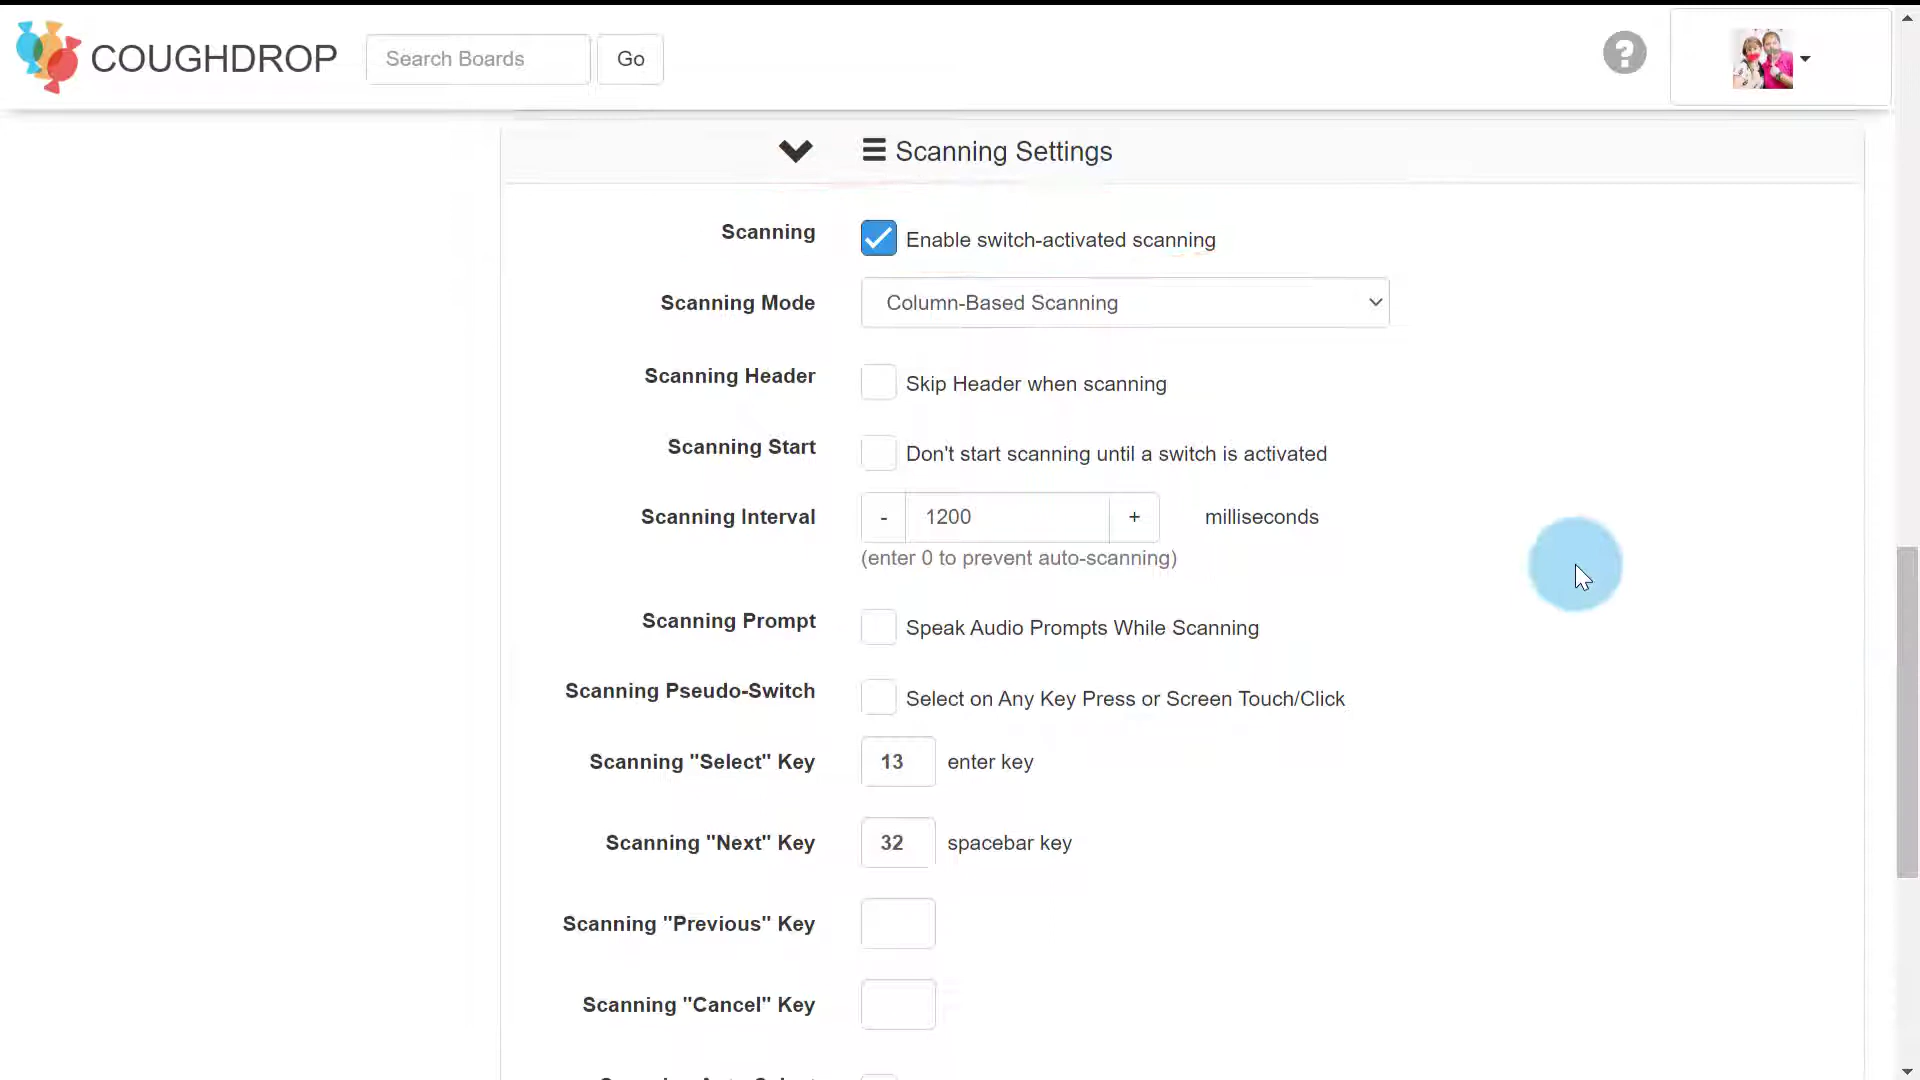 COUGHDROP
Search Boards
Go
?
Scanning Settings
Scanning
Enable switch-activated scanning
Scanning Mode
Column-Based Scanning
Scanning Header
Skip Header when scanning
Scanning Start
Don't start scanning until a switch is activated
Scanning Interval
- 1200 + milliseconds
(enter 0 to prevent auto-scanning)
Scanning Prompt
Speak Audio Prompts While Scanning
Scanning Pseudo-Switch
Select on Any Key Press or Screen Touch/Click
Scanning "Select" Key
13 enter key
Scanning "Next" Key
32 spacebar key
Scanning "Previous" Key
Scanning "Cancel" Key